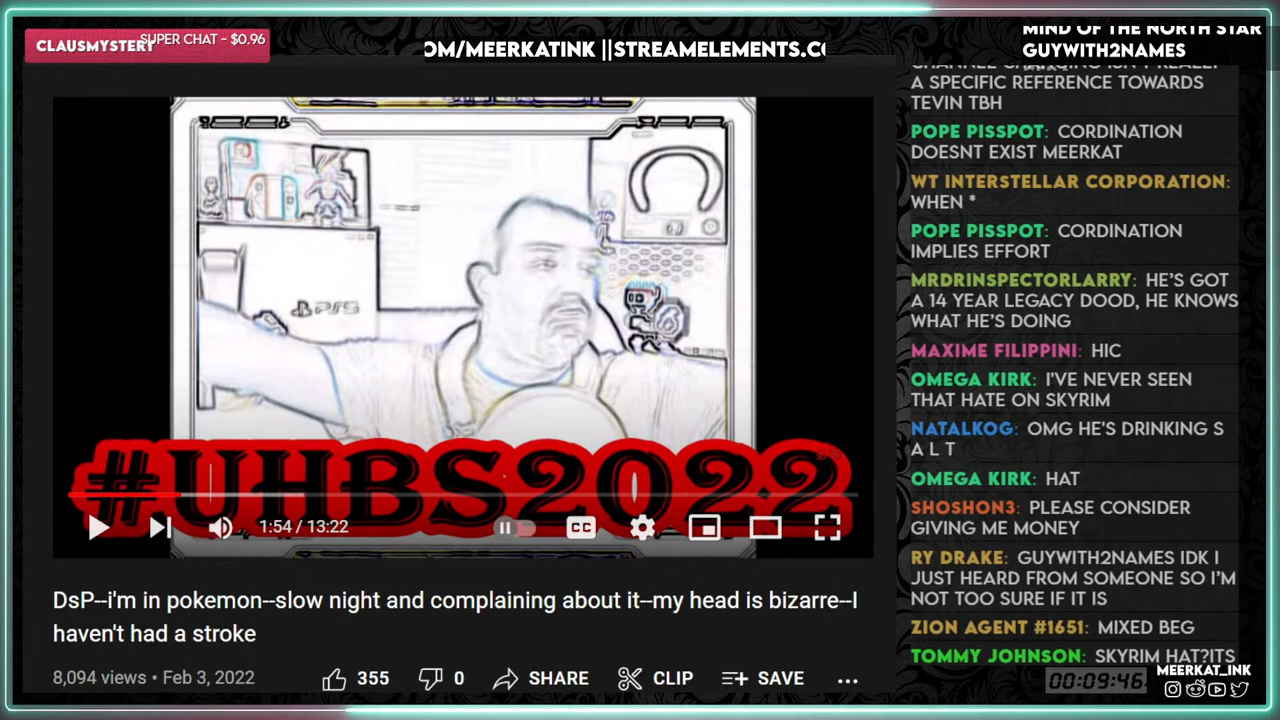 CLAUSMYSTERY
SUPER CHAT – $0.96
OM/MEERKATINK ||STREAMELEMENTS.C
MIND OF THE NORTH STAR
GUYWITH2NAMES
A SPECIFIC REFERENCE TOWARDS
TEVIN TBH
POPE PISSPOT: CORDINATION
DOESNT EXIST MEERKAT
WT INTERSTELLAR CORPORATION:
WHEN *
POPE PISSPOT: CORDINATION
IMPLIES EFFORT
MRDRINSPECTORLARRY: HE'S GOT
A 14 YEAR LEGACY DOOD, HE KNOWS
WHAT HE'S DOING
MAXIME FILIPPINI: HIC
OMEGA KIRK: I'VE NEVER SEEN
THAT HATE ON SKYRIM
NATALKOG: OMG HE'S DRINKING S
A L T
OMEGA KIRK: HAT
SHOSHON3: PLEASE CONSIDER
GIVING ME MONEY
RY DRAKE: GUYWITH2NAMES IDK I
JUST HEARD FROM SOMEONE SO I'M
NOT TOO SURE IF IT IS
ZION AGENT #1651: MIXED BEG
TOMMY JOHNSON: SKYRIM HAT?ITS
PS5
#UHBS2022
1:54 / 13:22
CC
DsP--i'm in pokemon--slow night and complaining about it--my head is bizarre--I
haven't had a stroke
8,094 views • Feb 3, 2022
355
0
SHARE
CLIP
SAVE
00:09:46
MEERKAT_INK